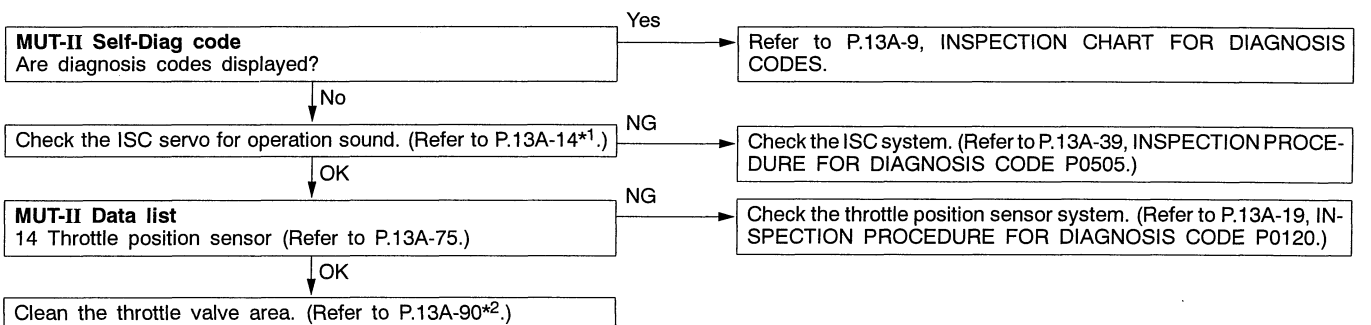 MUT-II Self-Diag code
Are diagnosis codes displayed?
Yes
Refer to P.13A-9, INSPECTION CHART FOR DIAGNOSIS
CODES.
No
Check the ISC servo for operation sound. (Refer to P.13A-14*1.)
NG
Check the ISC system. (Refer to P.13A-39, INSPECTION PROCE-
DURE FOR DIAGNOSIS CODE P0505.)
OK
MUT-II Data list
14 Throttle position sensor (Refer to P.13A-75.)
NG
Check the throttle position sensor system. (Refer to P.13A-19, IN-
SPECTION PROCEDURE FOR DIAGNOSIS CODE P0120.)
OK
Clean the throttle valve area. (Refer to P.13A-90*2.)